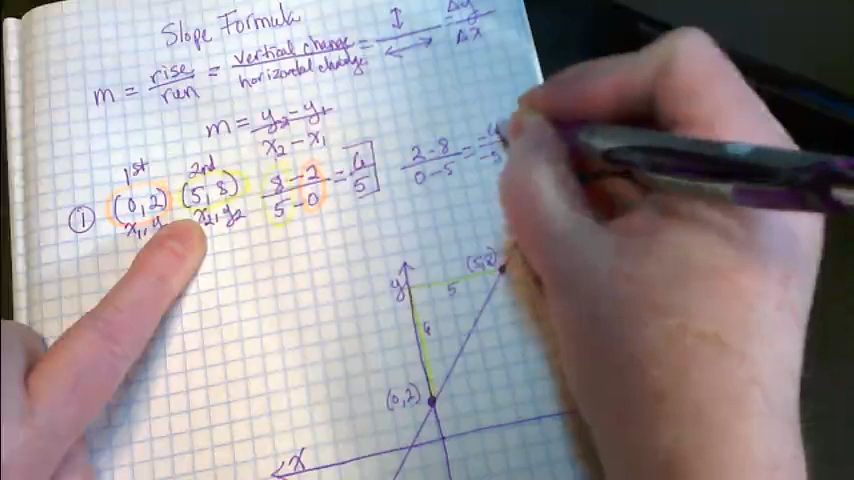 Slope Formula
m = rise/run = vertical change/horizontal change = ↕/↔ = Δy/Δx
m = y₂ - y₁/x₂ - x₁
1st 2nd
① (0,2) (5,8) 8-2/5-0 = 6/5 2-8/0-5 =
x₁, y x₂, y₂
y 5 (5,8)
6
(0,2)
x